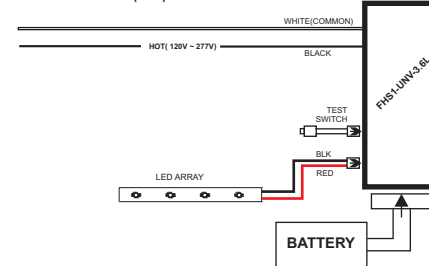 WHITE(COMMON)
HOT( 120V ~ 277V)
BLACK
FHS1-UNV-3.6L
TEST
SWITCH
BLK
RED
LED ARRAY
BATTERY